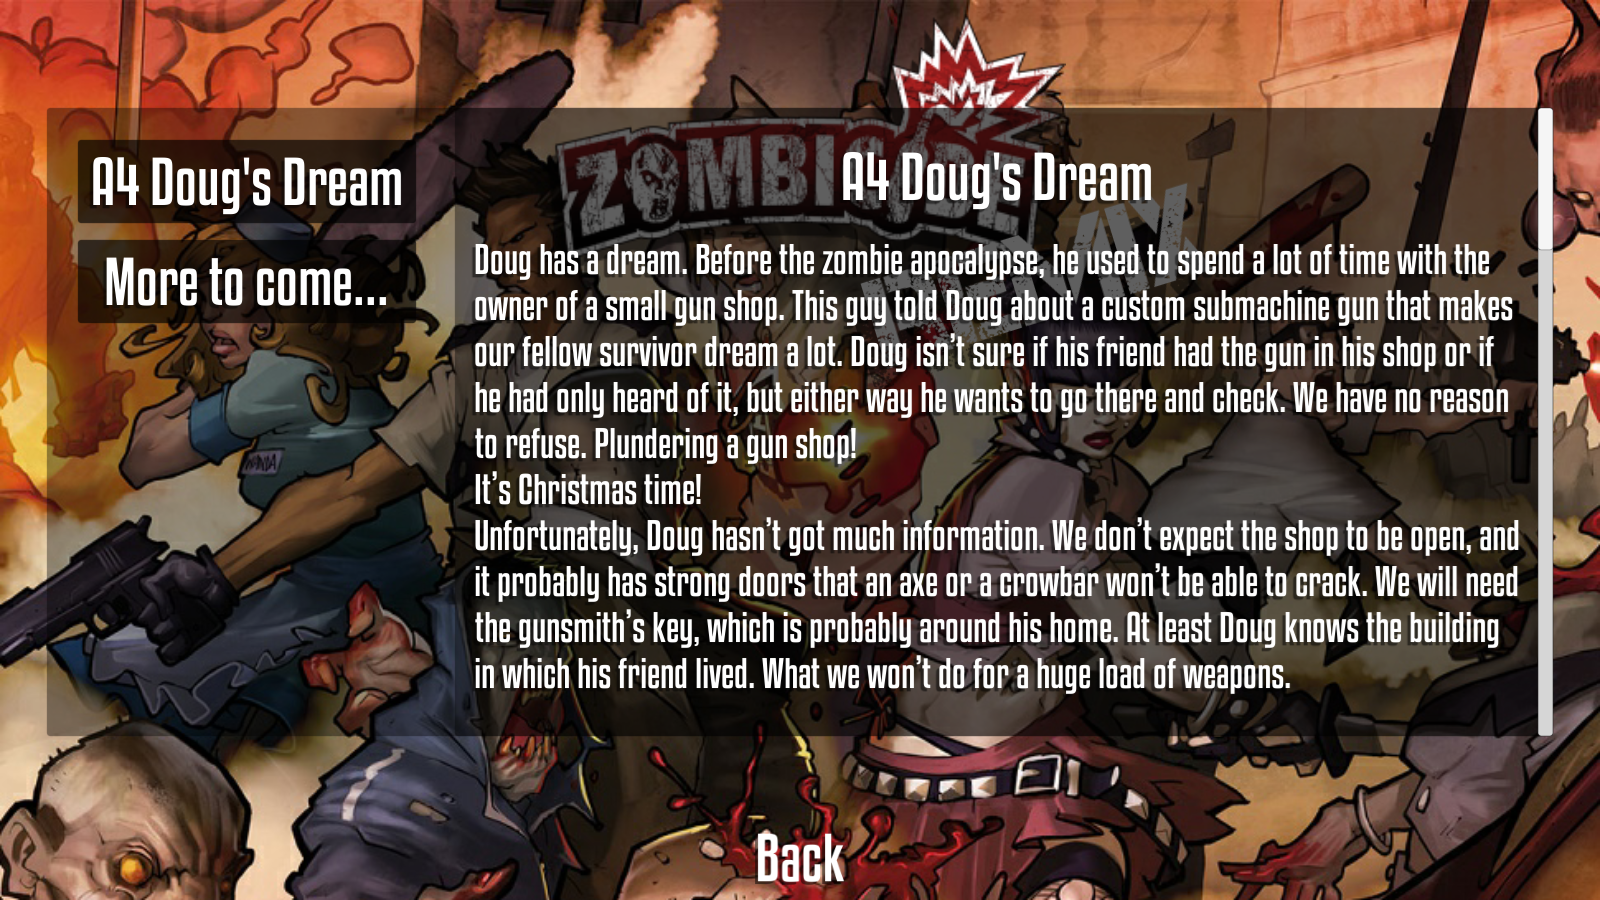 ZOMBICIDE
A4 Doug's Dream
More to come...
A4 Doug's Dream
Doug has a dream. Before the zombie apocalypse, he used to spend a lot of time with the
owner of a small gun shop. This guy told Doug about a custom submachine gun that makes
our fellow survivor dream a lot. Doug isn’t sure if his friend had the gun in his shop or if
he had only heard of it, but either way he wants to go there and check. We have no reason
to refuse. Plundering a gun shop!
It’s Christmas time!
Unfortunately, Doug hasn’t got much information. We don’t expect the shop to be open, and
it probably has strong doors that an axe or a crowbar won’t be able to crack. We will need
the gunsmith’s key, which is probably around his home. At least Doug knows the building
in which his friend lived. What we won’t do for a huge load of weapons.
WANDA
Back